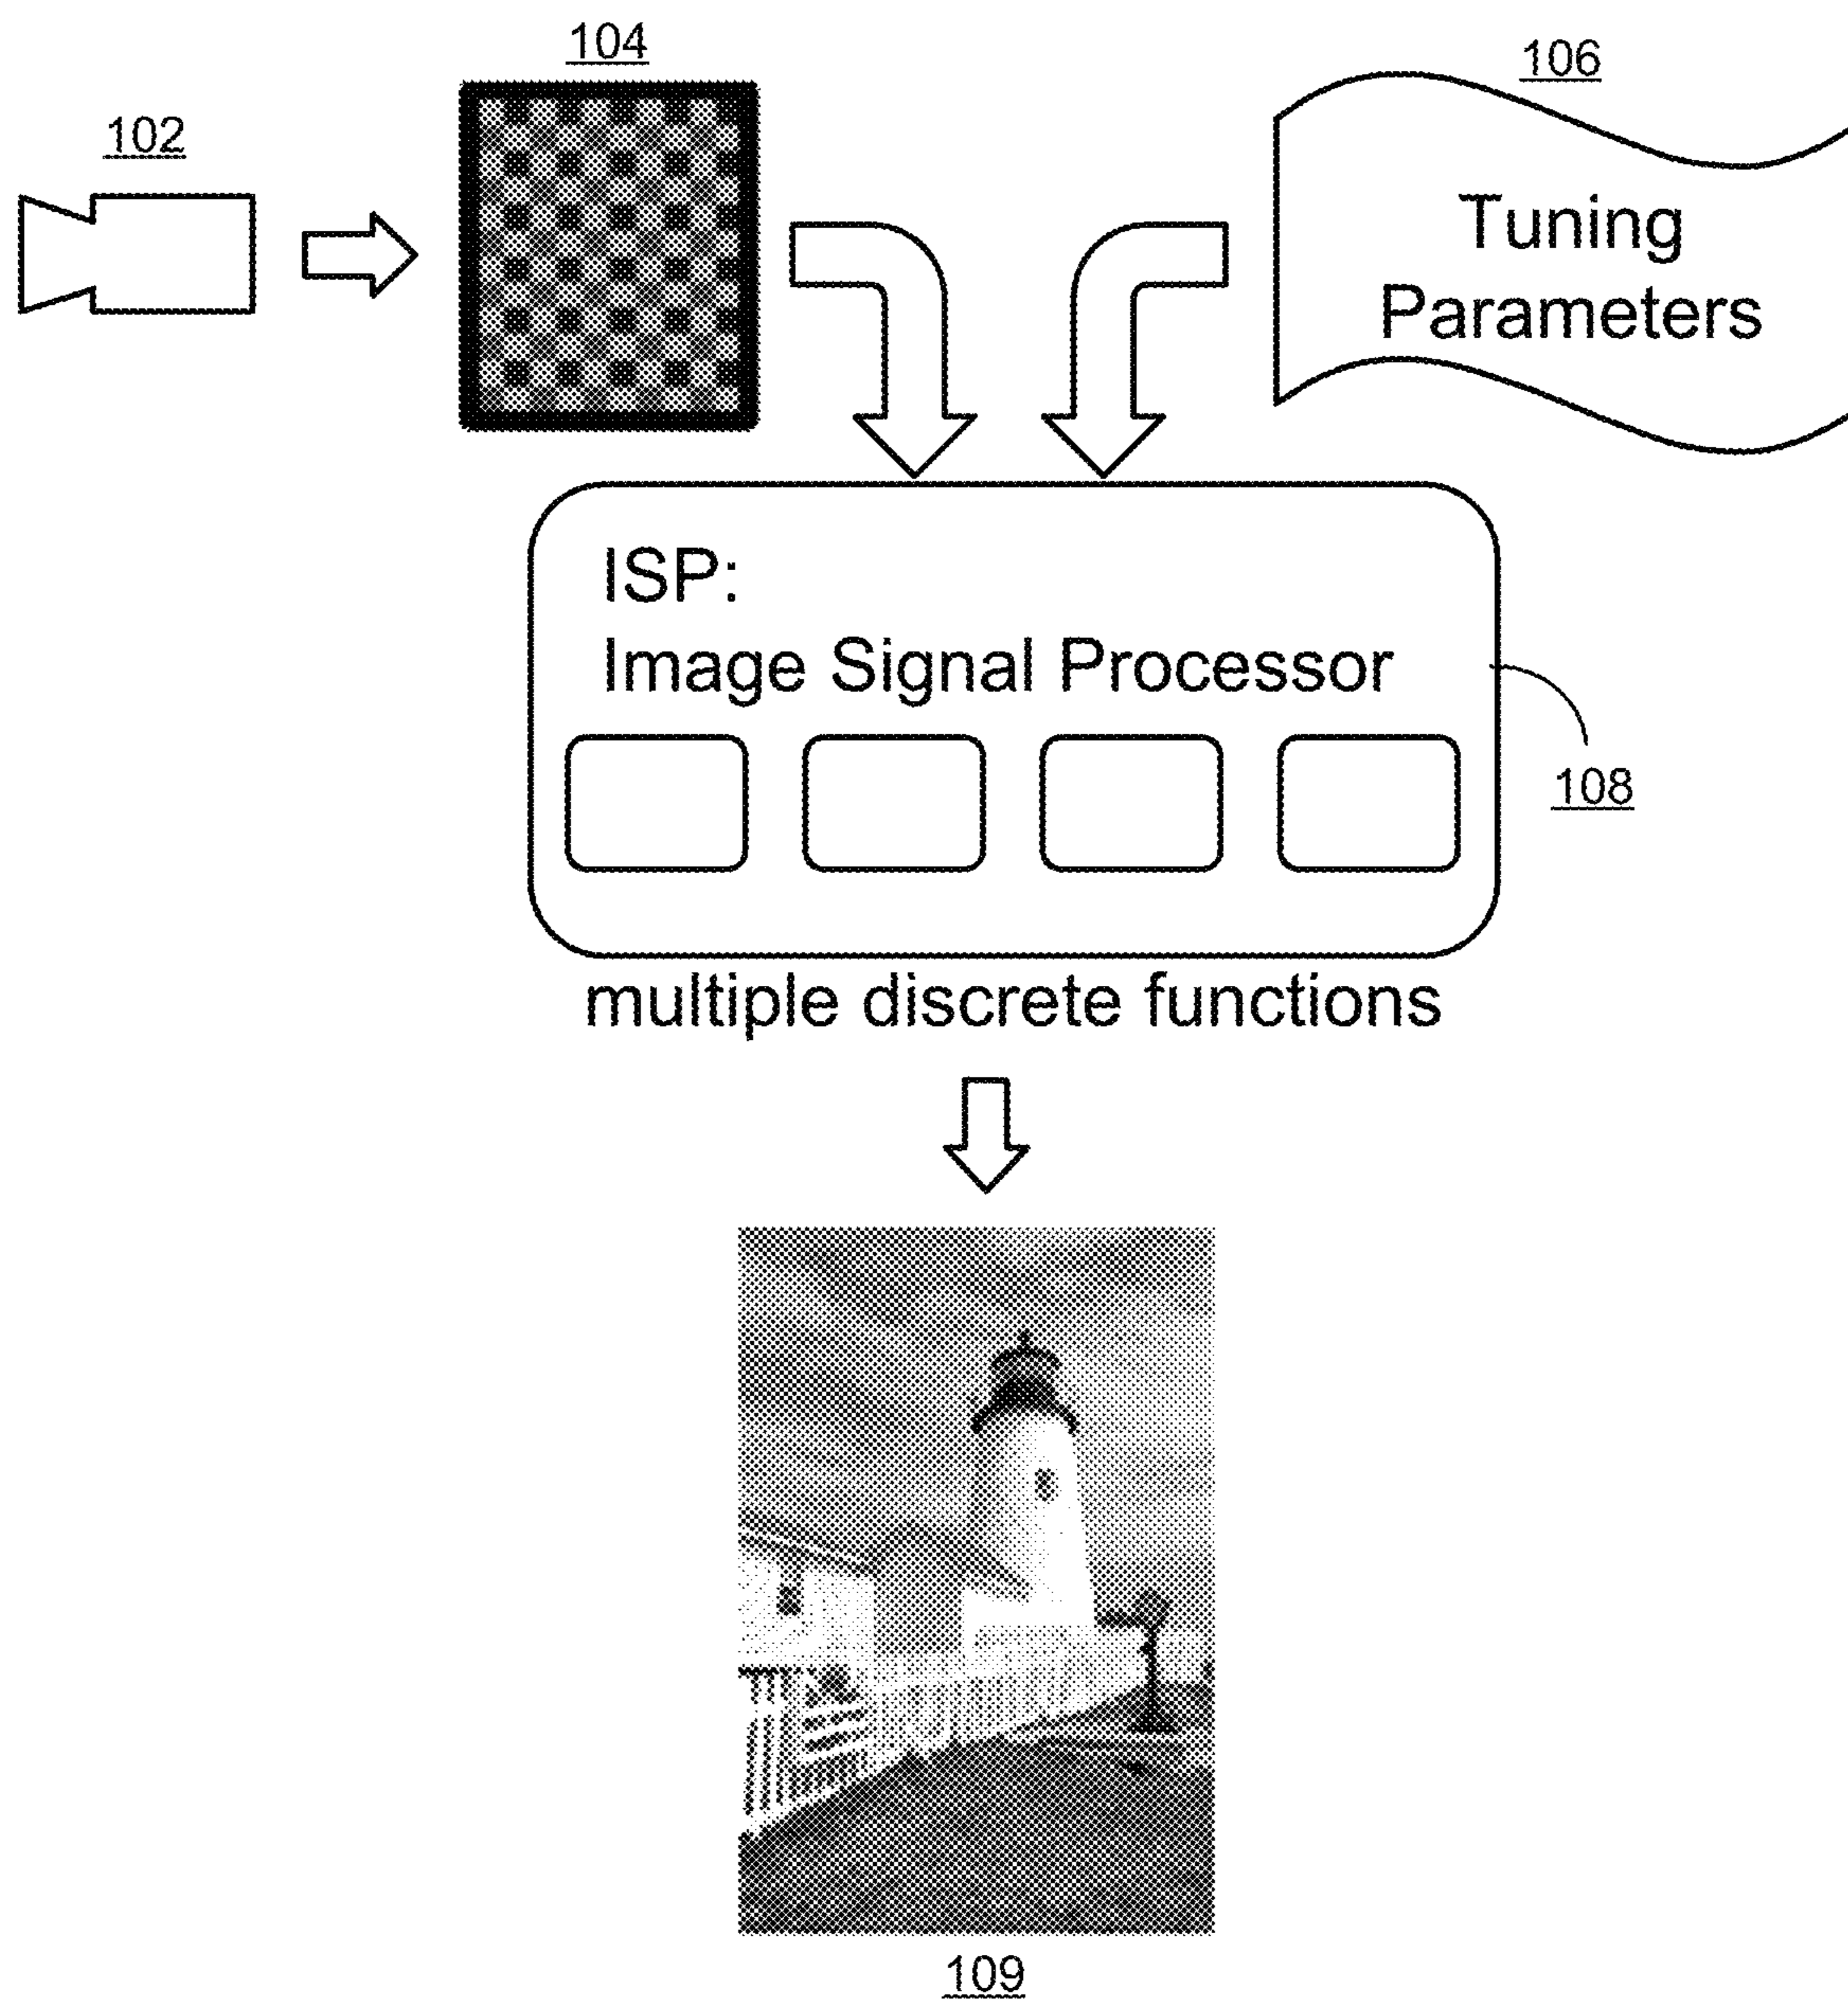 104
106
102
Tuning
Parameters
ISP:
Image Signal Processor
108
multiple discrete functions
109